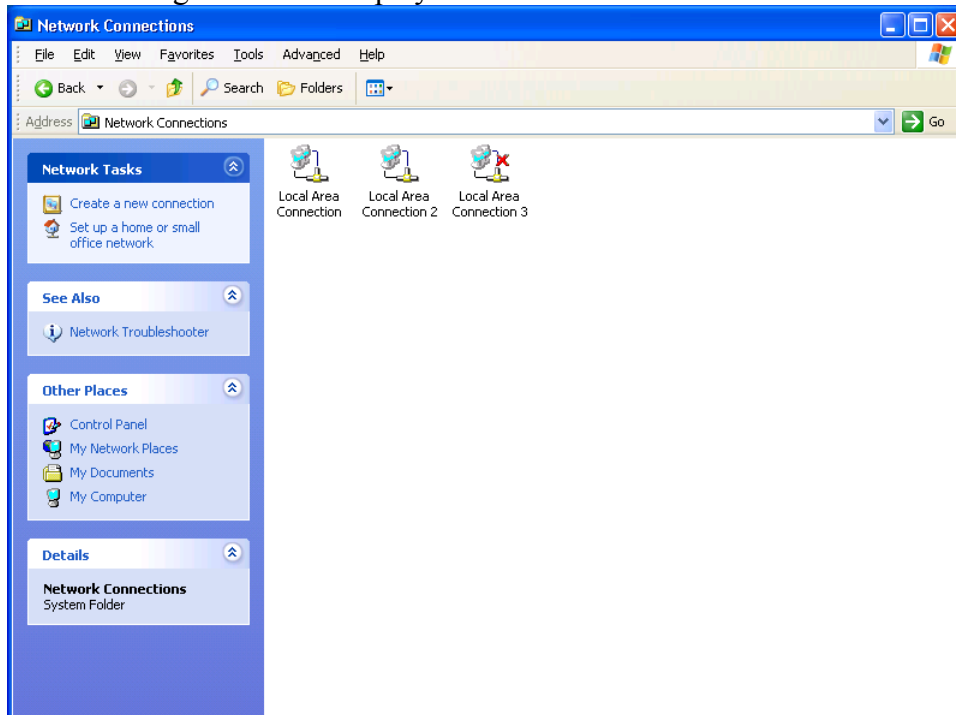 Network Connections
File Edit View Favorites Tools Advanced Help
Back Search Folders
Address Network Connections Go
Network Tasks
Create a new connection
Set up a home or small
office network
See Also
Network Troubleshooter
Other Places
Control Panel
My Network Places
My Documents
My Computer
Details
Network Connections
System Folder
Local Area
Connection
Local Area
Connection 2
Local Area
Connection 3